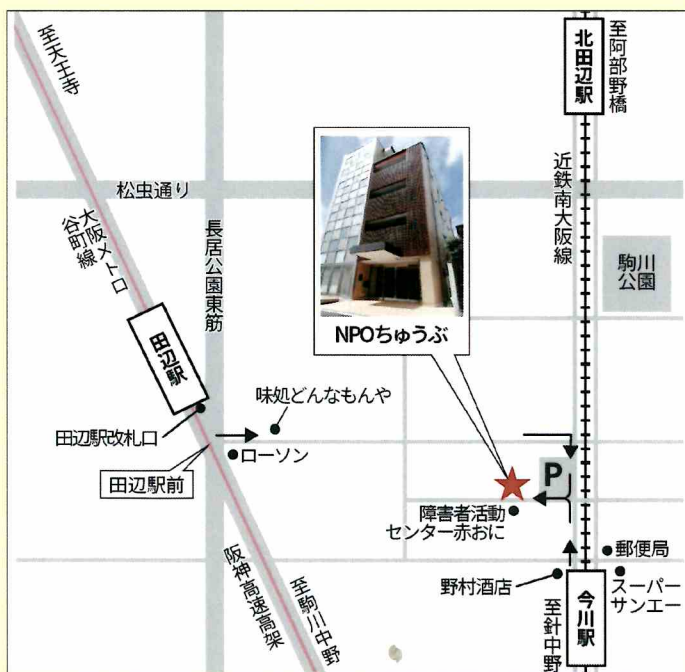 至天王寺
北田辺駅
至阿部野橋
松虫通り
大阪メトロ
谷町線
長居公園東筋
近鉄南大阪線
駒川
公園
NPOちゅうぶ
田辺駅
味処どんなもんや
田辺駅改札口
ローソン
田辺駅前
P
障害者活動
センター赤おに
阪神高速高架
至駒川中野
野村酒店
至針中野
今川駅
郵便局
スーパー
サンエー